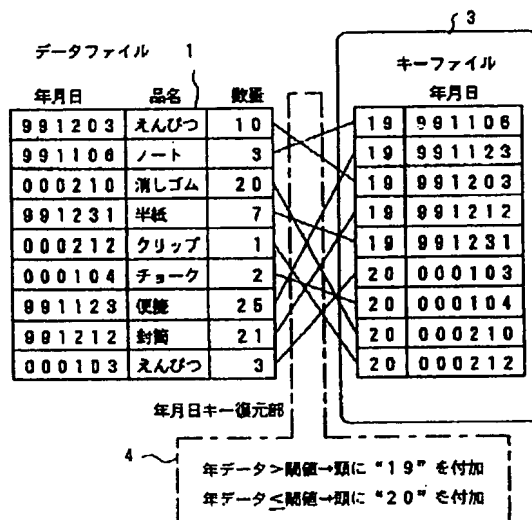 3
データファイル 1
キーファイル
年月日 品名 数量
年月日
991203 えんぴつ 10
991106 ノート 3
000210 消しゴム 20
991231 半紙 7
000212 クリップ 1
000104 チョーク 2
991123 便箋 25
991212 封筒 21
000103 えんぴつ 3
19 991106
19 991123
19 991203
19 991212
19 991231
20 000103
20 000104
20 000210
20 000212
年月日キー復元部
4
年データ>閾値→頭に“19”を付加
年データ≤閾値→頭に“20”を付加